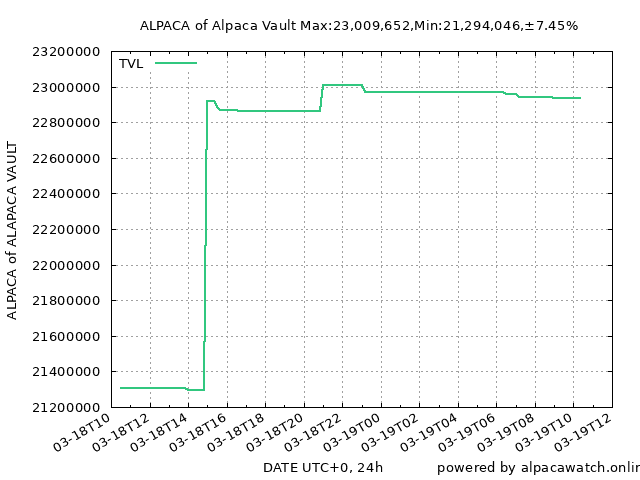 ALPACA of Alpaca Vault Max:23,009,652,Min:21,294,046,±7.45%
TVL
ALPACA of ALAPACA VAULT
23200000
23000000
22800000
22600000
22400000
22200000
22000000
21800000
21600000
21400000
21200000
03-18T10
03-18T12
03-18T14
03-18T16
03-18T18
03-18T20
03-18T22
03-19T00
03-19T02
03-19T04
03-19T06
03-19T08
03-19T10
03-19T12
DATE UTC+0, 24h
powered by alpacawatch.onlin